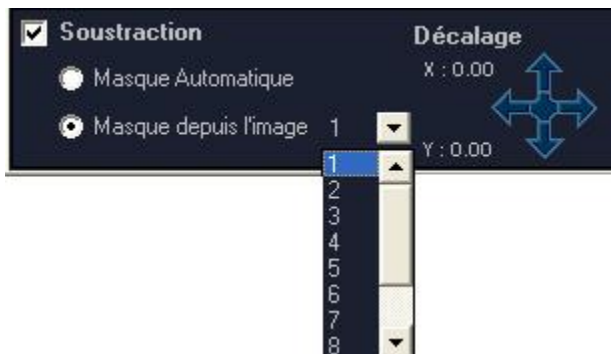 Soustraction
Décalage
Masque Automatique
X : 0.00
Masque depuis l'image 1
Y : 0.00
1
2
3
4
5
6
7
8